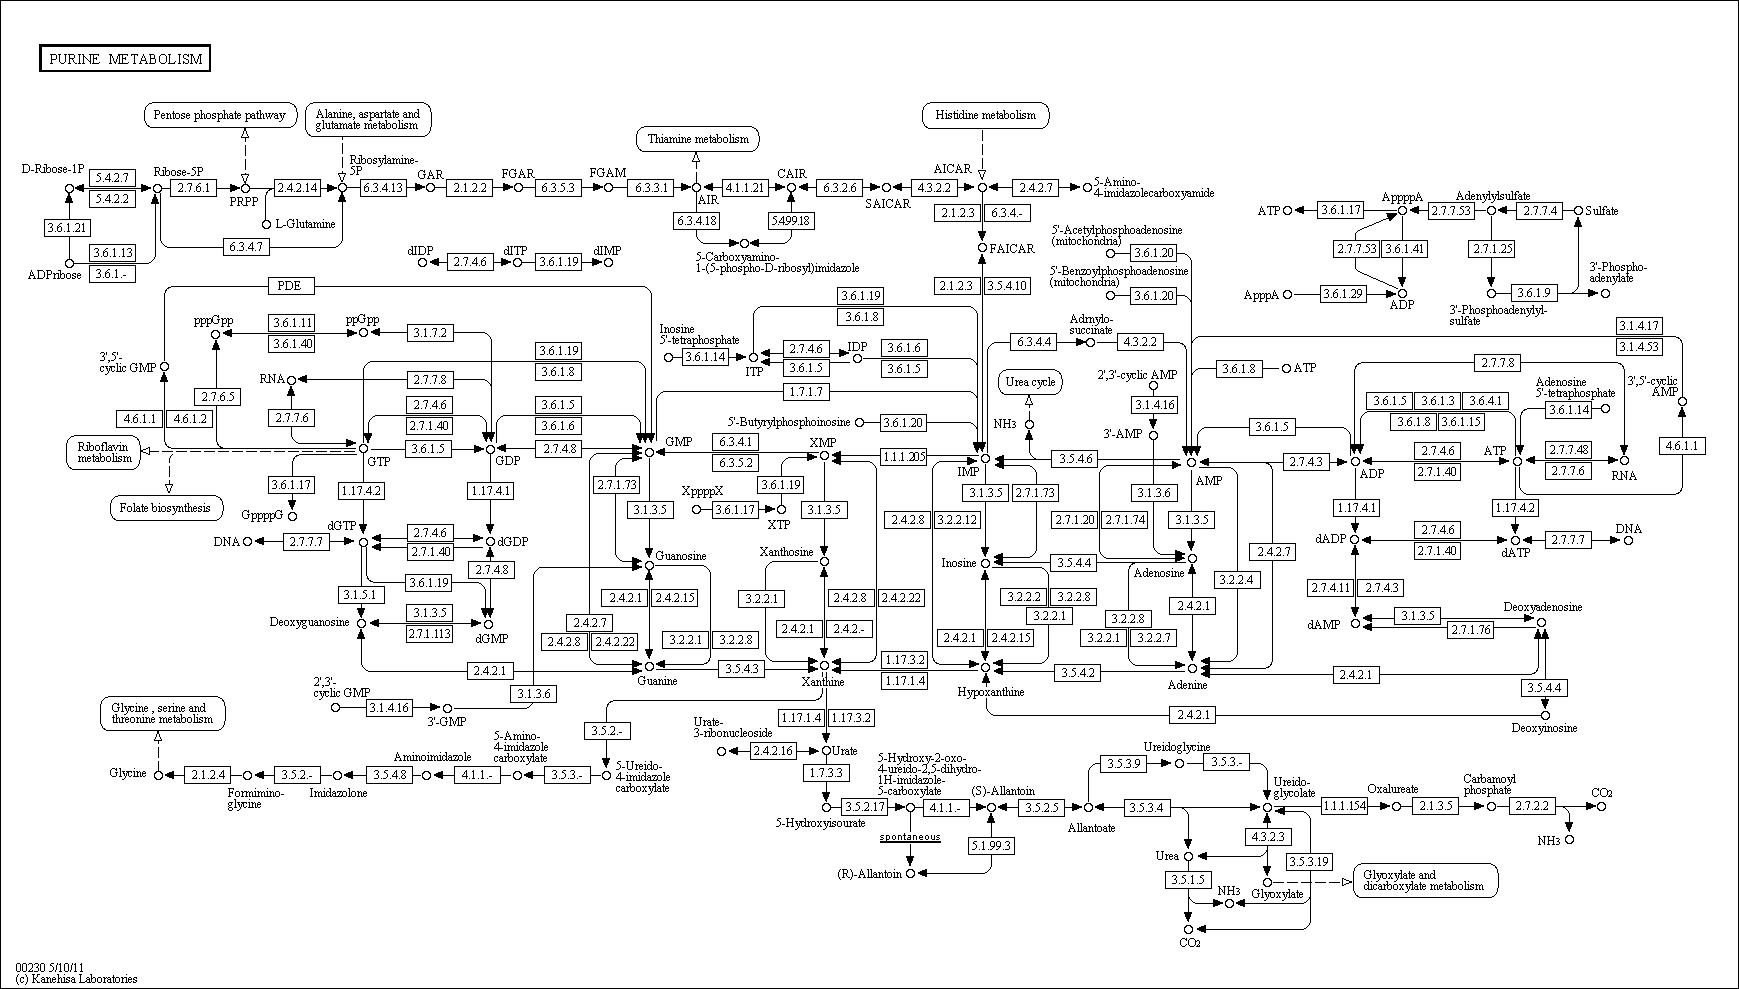 PURINE METABOLISM
Pentose phosphate pathway
Alanine, aspartate and
glutamate metabolism
Thiamine metabolism
Histidine metabolism
D-Ribose-1P
5.4.2.7
5.4.2.2
Ribose-5P
2.7.6.1
PRPP
2.4.2.14
Ribosylamine-
5P
6.3.4.13
GAR
2.1.2.2
FGAR
6.3.5.3
FGAM
6.3.3.1
AIR
4.1.1.21
CAIR
6.3.2.6
SAICAR
4.3.2.2
AICAR
2.4.2.7
5-Amino-
4-imidazolecarboxyamide
L-Glutamine
3.6.1.21
6.3.4.7
3.6.1.13
3.6.1.-
ADPribose
6.3.4.18
5.4.99.18
5-Carboxyamino-
1-(5-phospho-D-ribosyl)imidazole
2.1.2.3
6.3.4.-
FAICAR
2.1.2.3
3.5.4.10
dIDP
2.7.4.6
dITP
3.6.1.19
dIMP
5'-Acetylphosphoadenosine
(mitochondria)
3.6.1.20
5'-Benzoylphosphoadenosine
(mitochondria)
3.6.1.20
ATP
3.6.1.17
AppppA
2.7.7.53
Adenylylsulfate
2.7.7.4
Sulfate
2.7.7.53
3.6.1.41
2.7.1.25
ApppA
3.6.1.29
ADP
3.6.1.9
3'-Phospho-
adenylate
3'-Phosphoadenylyl-
sulfate
PDE
pppGpp
3.6.1.11
3.6.1.40
ppGpp
3.1.7.2
3',5'-
cyclic GMP
2.7.6.5
RNA
2.7.7.8
2.7.7.6
4.6.1.1
4.6.1.2
3.6.1.19
3.6.1.8
2.7.4.6
2.7.1.40
3.6.1.5
3.6.1.6
3.6.1.5
2.7.4.8
GTP
GDP
GMP
Riboflavin
metabolism
Folate biosynthesis
3.6.1.17
GppppG
1.17.4.2
1.17.4.1
dGTP
DNA
2.7.7.7
2.7.4.6
2.7.1.40
dGDP
2.7.4.8
3.6.1.19
3.1.5.1
Deoxyguanosine
3.1.3.5
2.7.1.113
dGMP
2.4.2.1
Inosine
5'-tetraphosphate
3.6.1.14
ITP
3.6.1.19
3.6.1.8
2.7.4.6
3.6.1.5
IDP
3.6.1.6
3.6.1.5
1.7.1.7
5'-Butyrylphosphoinosine
3.6.1.20
6.3.4.1
6.3.5.2
XMP
1.1.1.205
IMP
XppppX
3.6.1.17
XTP
3.6.1.19
3.1.3.5
2.7.1.73
3.1.3.5
Guanosine
Xanthosine
2.4.2.1
2.4.2.15
2.4.2.7
2.4.2.8
2.4.2.22
3.2.2.1
3.2.2.8
Guanine
3.5.4.3
3.2.2.1
2.4.2.8
2.4.2.22
2.4.2.1
2.4.2.-
Xanthine
1.17.3.2
1.17.1.4
6.3.4.4
Adrnylo-
succinate
4.3.2.2
Urea cycle
NH3
3.5.4.6
2',3'-cyclic AMP
3.1.4.16
3'-AMP
3.1.3.5
2.7.1.73
2.4.2.8
3.2.2.12
Inosine
3.5.4.4
3.2.2.2
3.2.2.8
3.2.2.1
2.4.2.1
2.4.2.15
Hypoxanthine
3.5.4.2
3.1.3.6
2.7.1.20
2.7.1.74
3.1.3.5
Adenosine
2.4.2.1
3.2.2.8
3.2.2.1
3.2.2.7
Adenine
2.4.2.7
3.2.2.4
AMP
3.6.1.8
ATP
3.6.1.5
2.7.4.3
ADP
2.7.7.8
3.6.1.5
3.6.1.3
3.6.4.1
3.6.1.8
3.6.1.15
2.7.4.6
2.7.1.40
ATP
Adenosine
5'-tetraphosphate
3.6.1.14
2.7.7.48
2.7.7.6
RNA
3.1.4.17
3.1.4.53
3',5'-cyclic
AMP
4.6.1.1
1.17.4.1
1.17.4.2
dADP
2.7.4.6
2.7.1.40
dATP
2.7.7.7
DNA
2.7.4.11
2.7.4.3
dAMP
3.1.3.5
2.7.1.76
Deoxyadenosine
2.4.2.1
3.5.4.4
2.4.2.1
Deoxyinosine
2',3'-
cyclic GMP
3.1.4.16
3'-GMP
3.1.3.6
Glycine , serine and
threonine metabolism
Glycine
2.1.2.4
Formimino-
glycine
3.5.2.-
Imidazolone
3.5.4.8
Aminoimidazole
4.1.1.-
5-Amino-
4-imidazole
carboxylate
3.5.3.-
5-Ureido-
4-imidazole
carboxylate
3.5.2.-
1.17.1.4
1.17.3.2
Urate-
3-ribonucleoside
2.4.2.16
Urate
1.7.3.3
5-Hydroxyisourate
3.5.2.17
5-Hydroxy-2-oxo-
4-ureido-2,5-dihydro-
1H-imidazole-
5-carboxylate
4.1.1.-
(S)-Allantoin
spontaneous
(R)-Allantoin
5.1.99.3
3.5.2.5
Allantoate
3.5.3.9
Ureidoglycine
3.5.3.-
3.5.3.4
Ureido-
glycolate
1.1.1.154
Oxalureate
2.1.3.5
Carbamoyl
phosphate
2.7.2.2
CO2
NH3
4.3.2.3
Urea
3.5.3.19
3.5.1.5
NH3
Glyoxylate
Glyoxylate and
dicarboxylate metabolism
CO2
00230 5/10/11
(c) Kanehisa Laboratories